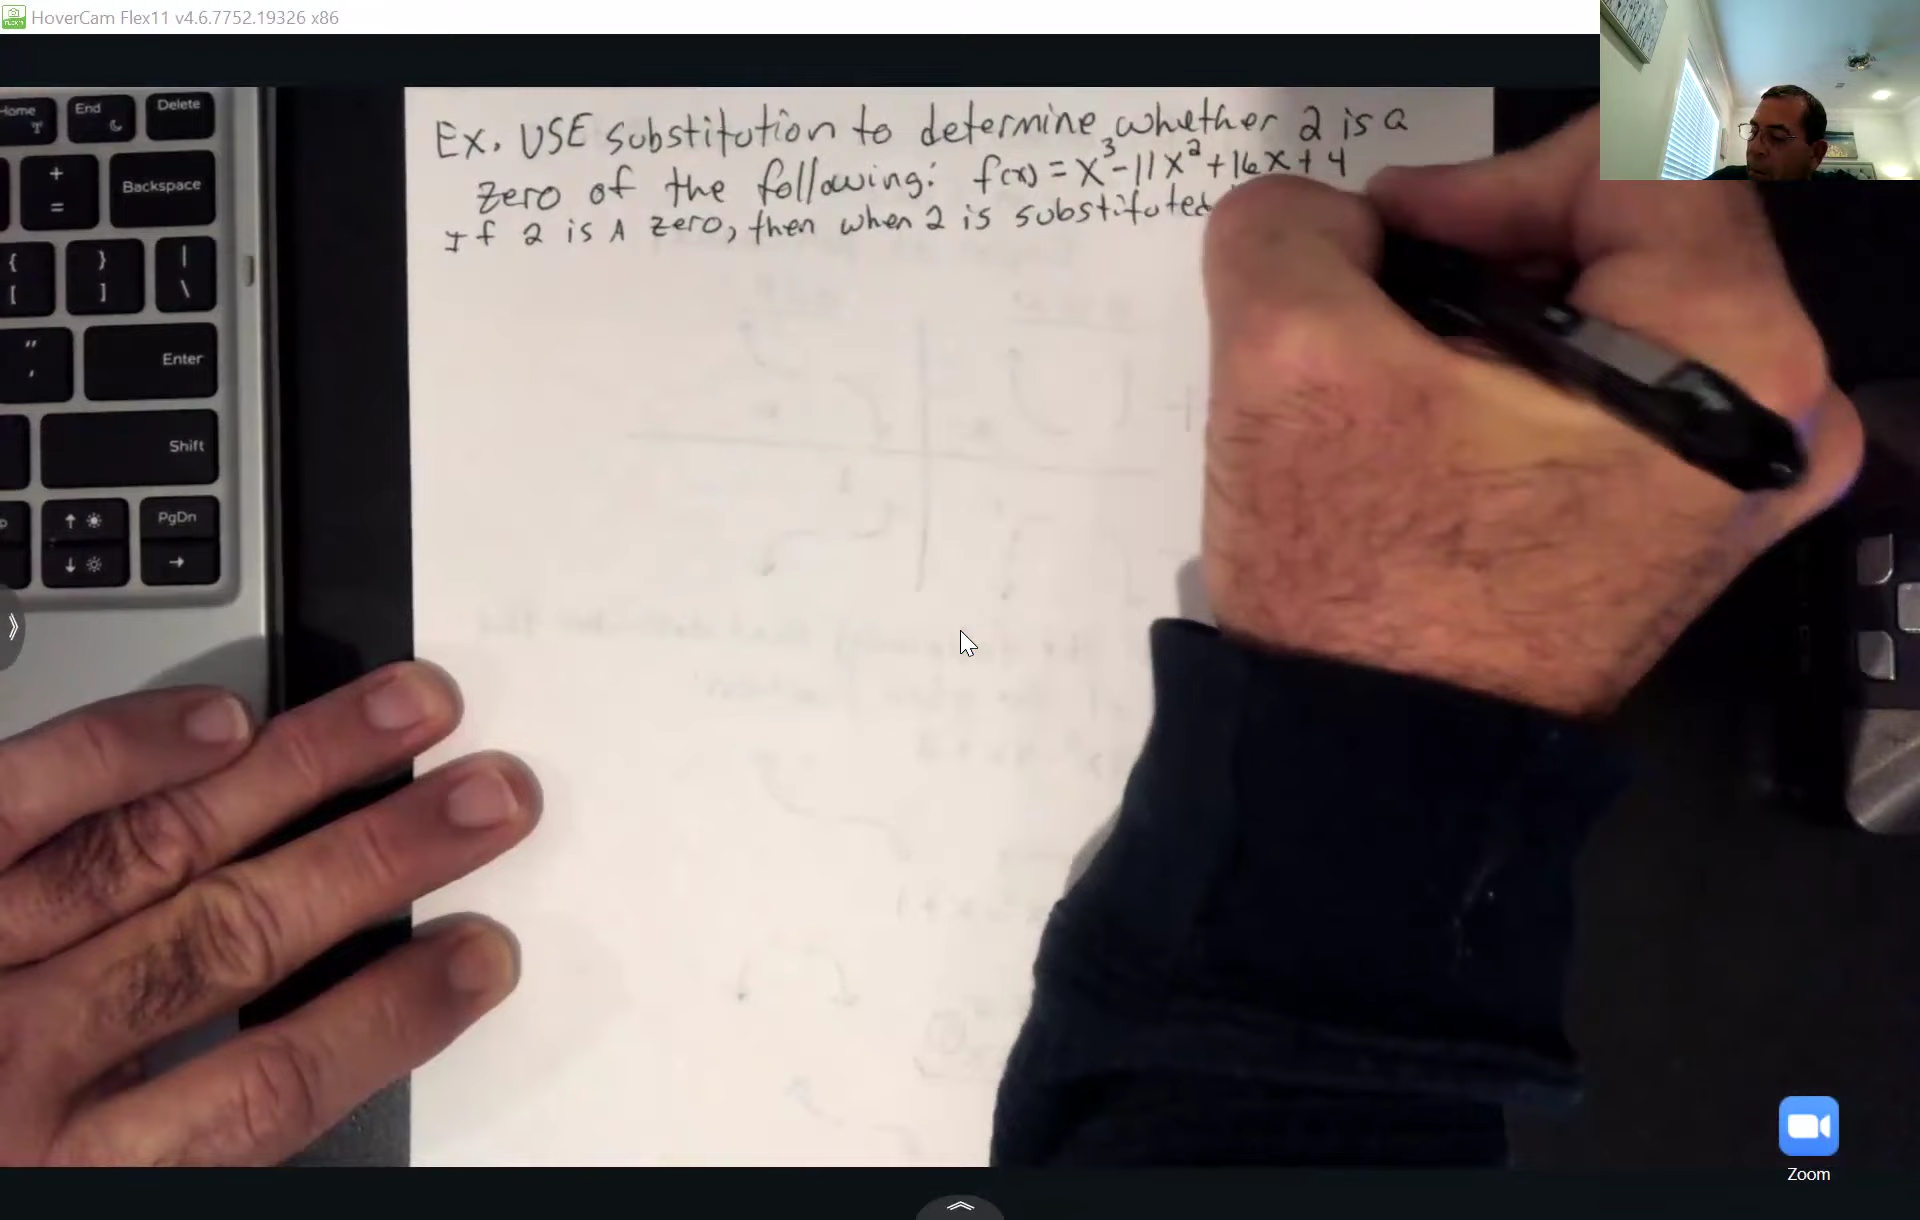 HoverCam Flex11 v4.6.7752.19326 x86
Home
End
Delete
+
=
Backspace
{
[
}
]
|
\
"
,
Enter
Shift
PgDn
Ex. USE substitution to determine whether 2 is a
zero of the following: f(x) = x³-11x²+16x+4
If 2 is A zero, then when 2 is substituted
Zoom